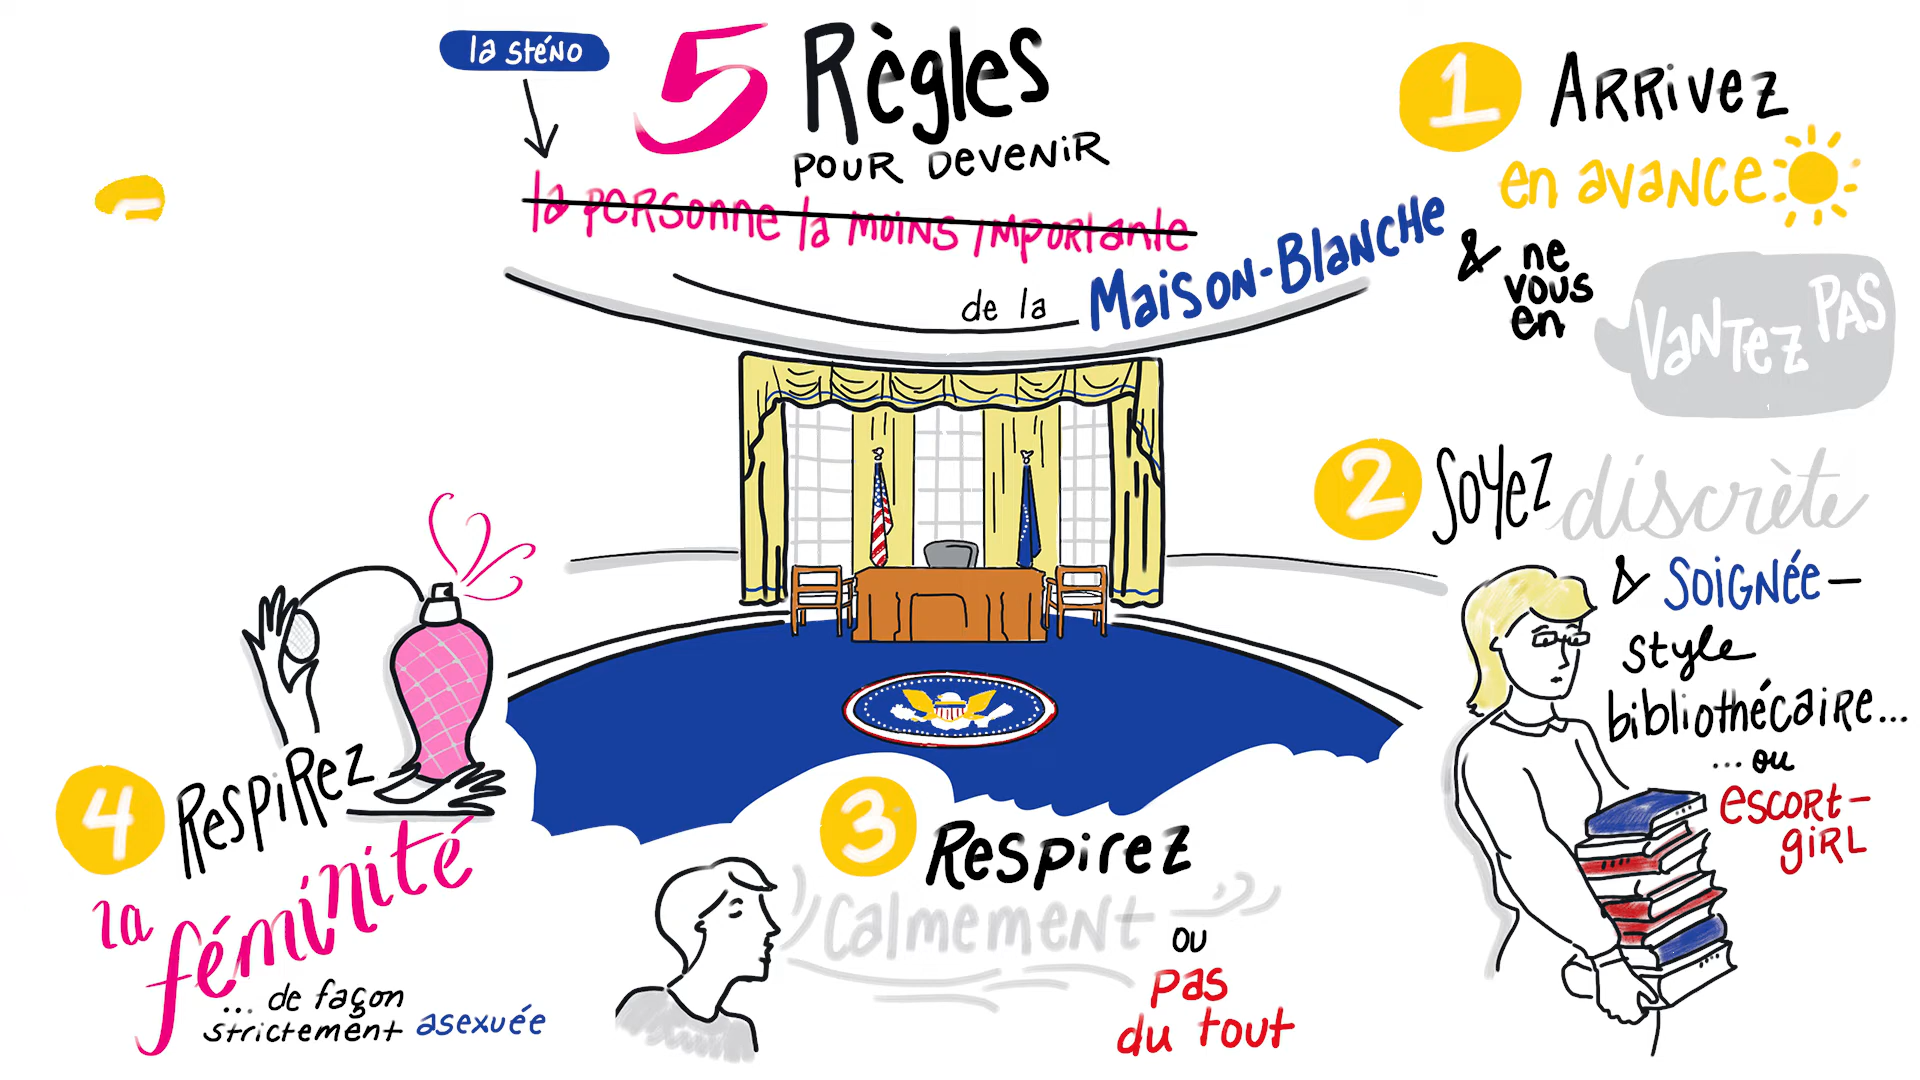 la sténo
5 Règles
POUR DEVENIR
la personne la moins importante
de la Maison-Blanche
1 ARRivez
en avance
& ne
vous
en
vantez PAS
2 Soyez discrète
& soignée –
style
bibliothécaire...
... ou
escort-
girl
3 Respirez
calmement
ou
pas
du tout
4 Respirez
la féminité
... de façon
strictement asexuée